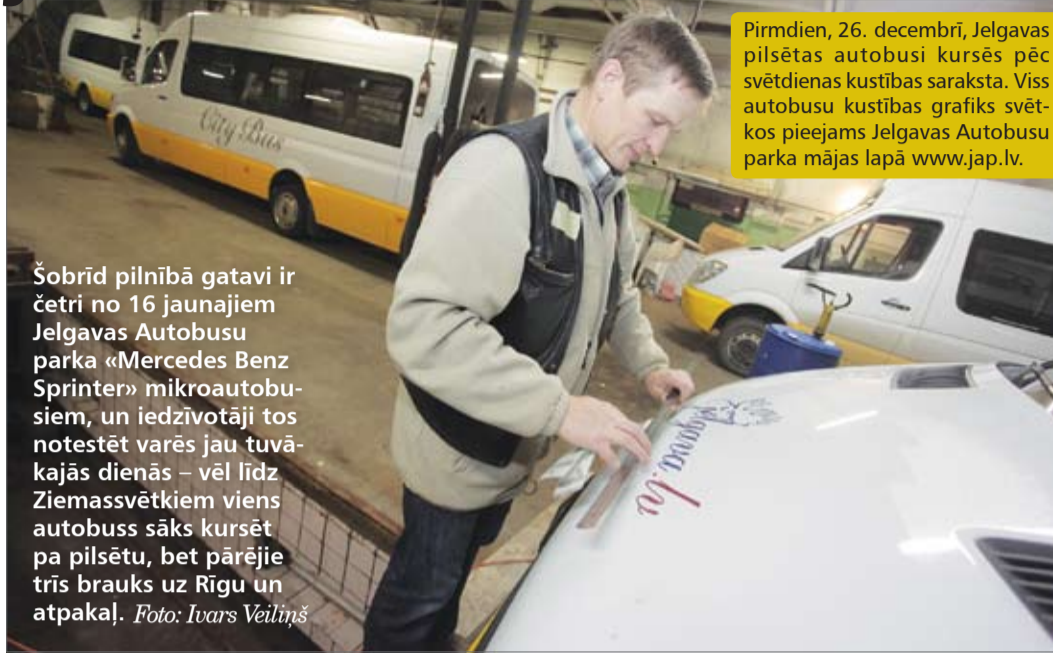 Pirmdien, 26. decembrī, Jelgavas
pilsētas autobusi kursēs pēc
svētdienas kustības saraksta. Viss
autobusu kustības grafiks svēt-
kos pieejams Jelgavas Autobusu
parka mājas lapā www.jap.lv.
City Bus
Jelgava.lv
Šobrīd pilnībā gatavi ir
četri no 16 jaunajiem
Jelgavas Autobusu
parka «Mercedes Benz
Sprinter» mikroautobu-
siem, un iedzīvotāji tos
notestēt varēs jau tuvā-
kajās dienās – vēl līdz
Ziemassvētkiem viens
autobuss sāks kursēt
pa pilsētu, bet pārējie
trīs brauks uz Rīgu un
atpakaļ. Foto: Ivars Veiliņš